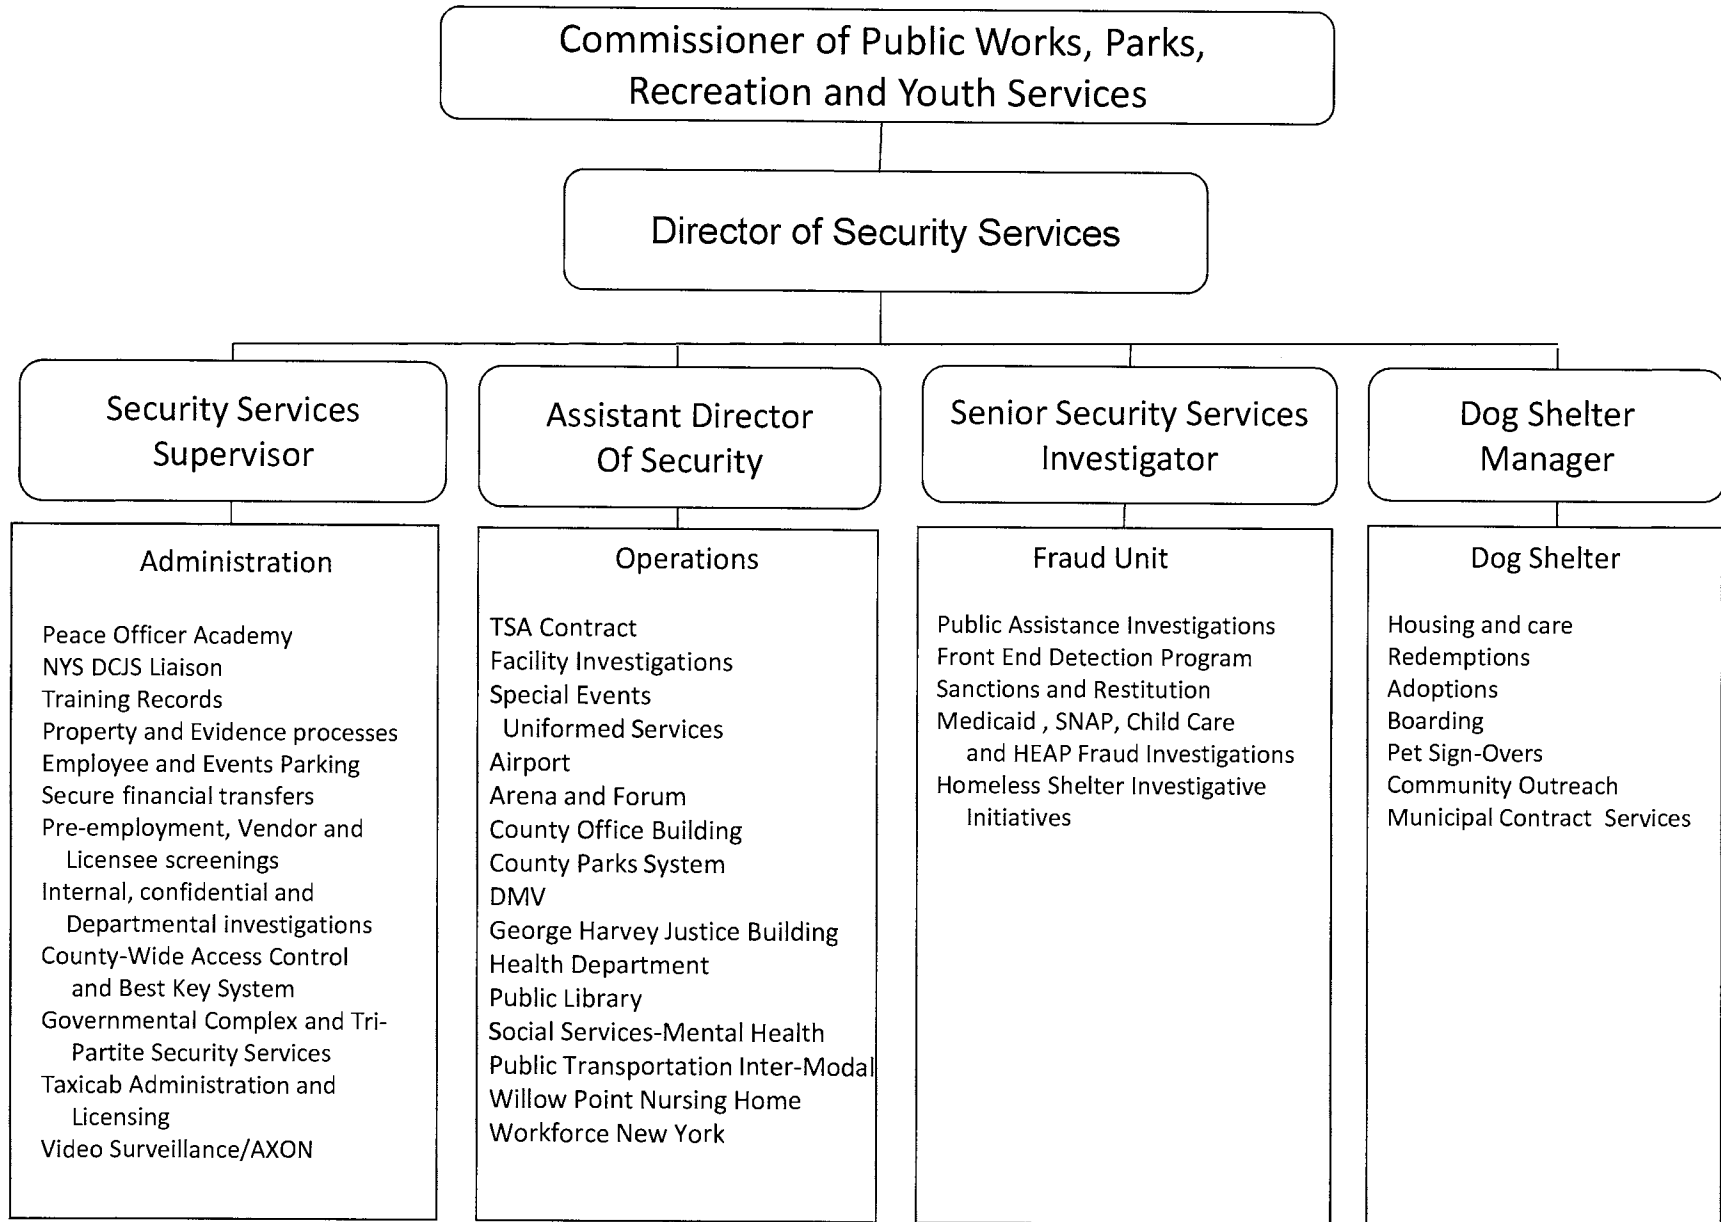 Commissioner of Public Works, Parks,
Recreation and Youth Services
Director of Security Services
Security Services
Supervisor
Assistant Director
Of Security
Senior Security Services
Investigator
Dog Shelter
Manager
Administration
Peace Officer Academy
NYS DCJS Liaison
Training Records
Property and Evidence processes
Employee and Events Parking
Secure financial transfers
Pre-employment, Vendor and
Licensee screenings
Internal, confidential and
Departmental investigations
County-Wide Access Control
and Best Key System
Governmental Complex and Tri-
Partite Security Services
Taxicab Administration and
Licensing
Video Surveillance/AXON
Operations
TSA Contract
Facility Investigations
Special Events
Uniformed Services
Airport
Arena and Forum
County Office Building
County Parks System
DMV
George Harvey Justice Building
Health Department
Public Library
Social Services-Mental Health
Public Transportation Inter-Modal
Willow Point Nursing Home
Workforce New York
Fraud Unit
Public Assistance Investigations
Front End Detection Program
Sanctions and Restitution
Medicaid , SNAP, Child Care
and HEAP Fraud Investigations
Homeless Shelter Investigative
Initiatives
Dog Shelter
Housing and care
Redemptions
Adoptions
Boarding
Pet Sign-Overs
Community Outreach
Municipal Contract Services